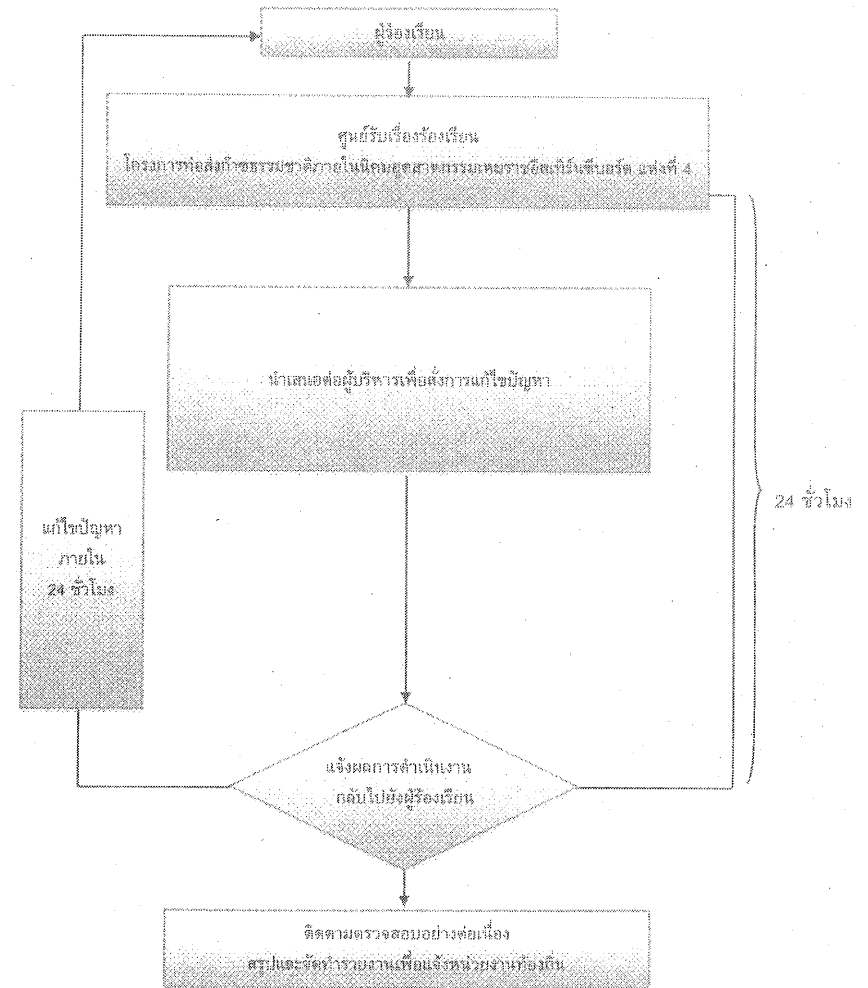 ผู้ร้องเรียน
ศูนย์รับเรื่องร้องเรียน
โครงการท่อส่งก๊าซธรรมชาติภายในนิคมอุตสาหกรรมเหมราชอีสเทิร์นซีบอร์ด แห่งที่ 4
นำเสนอต่อผู้บริหารเพื่อสั่งการแก้ไขปัญหา
24 ชั่วโมง
แก้ไขปัญหา
ภายใน
24 ชั่วโมง
แจ้งผลการดำเนินงาน
กลับไปยังผู้ร้องเรียน
ติดตามตรวจสอบอย่างต่อเนื่อง
สรุปและจัดทำรายงานเพื่อแจ้งหน่วยงานท้องถิ่น